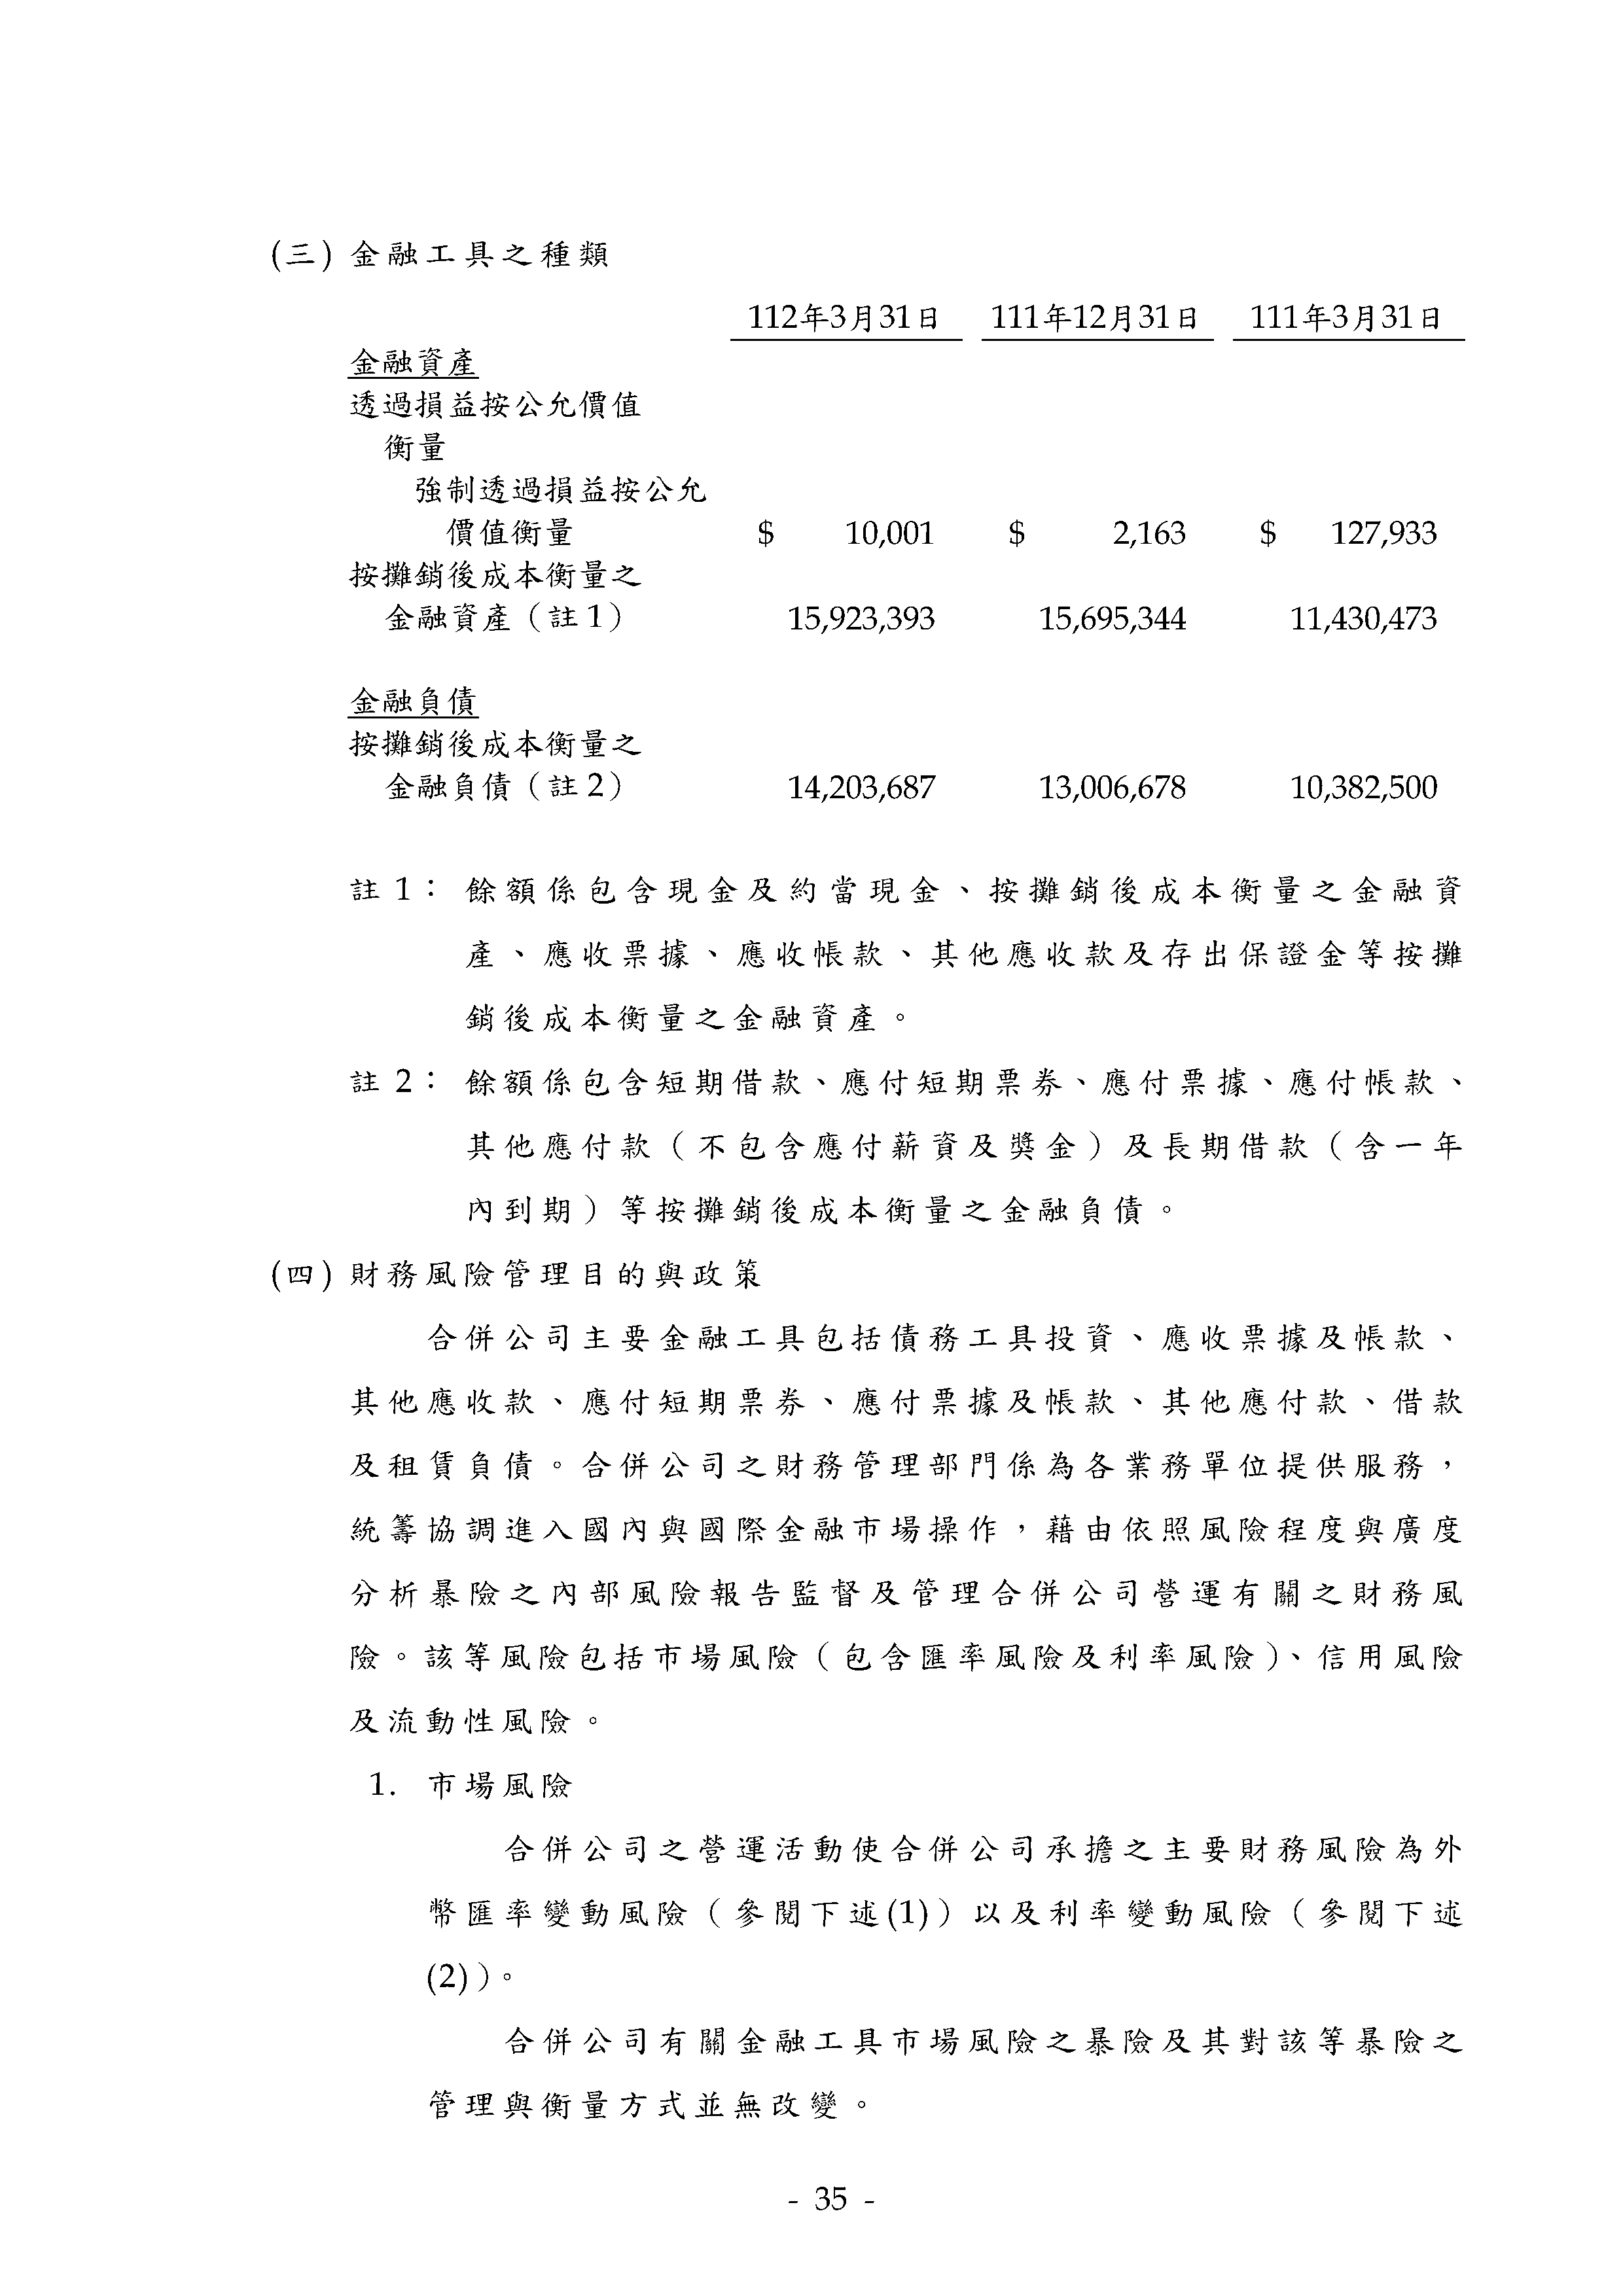 (三) 金融工具之種類
112年3月31日 111年12月31日 111年3月31日
金融資產
透過損益按公允價值
衡量
強制透過損益按公允
價值衡量 $ 10,001 $ 2,163 $ 127,933
按攤銷後成本衡量之
金融資產（註1） 15,923,393 15,695,344 11,430,473
金融負債
按攤銷後成本衡量之
金融負債（註2） 14,203,687 13,006,678 10,382,500
註 1： 餘額係包含現金及約當現金、按攤銷後成本衡量之金融資
產、應收票據、應收帳款、其他應收款及存出保證金等按攤
銷後成本衡量之金融資產。
註 2： 餘額係包含短期借款、應付短期票券、應付票據、應付帳款、
其他應付款（不包含應付薪資及獎金）及長期借款（含一年
內到期）等按攤銷後成本衡量之金融負債。
(四) 財務風險管理目的與政策
合併公司主要金融工具包括債務工具投資、應收票據及帳款、
其他應收款、應付短期票券、應付票據及帳款、其他應付款、借款
及租賃負債。合併公司之財務管理部門係為各業務單位提供服務，
統籌協調進入國內與國際金融市場操作，藉由依照風險程度與廣度
分析暴險之內部風險報告監督及管理合併公司營運有關之財務風
險。該等風險包括市場風險（包含匯率風險及利率風險）、信用風險
及流動性風險。
1. 市場風險
合併公司之營運活動使合併公司承擔之主要財務風險為外
幣匯率變動風險（參閱下述(1)）以及利率變動風險（參閱下述
(2)）。
合併公司有關金融工具市場風險之暴險及其對該等暴險之
管理與衡量方式並無改變。
- 35 -